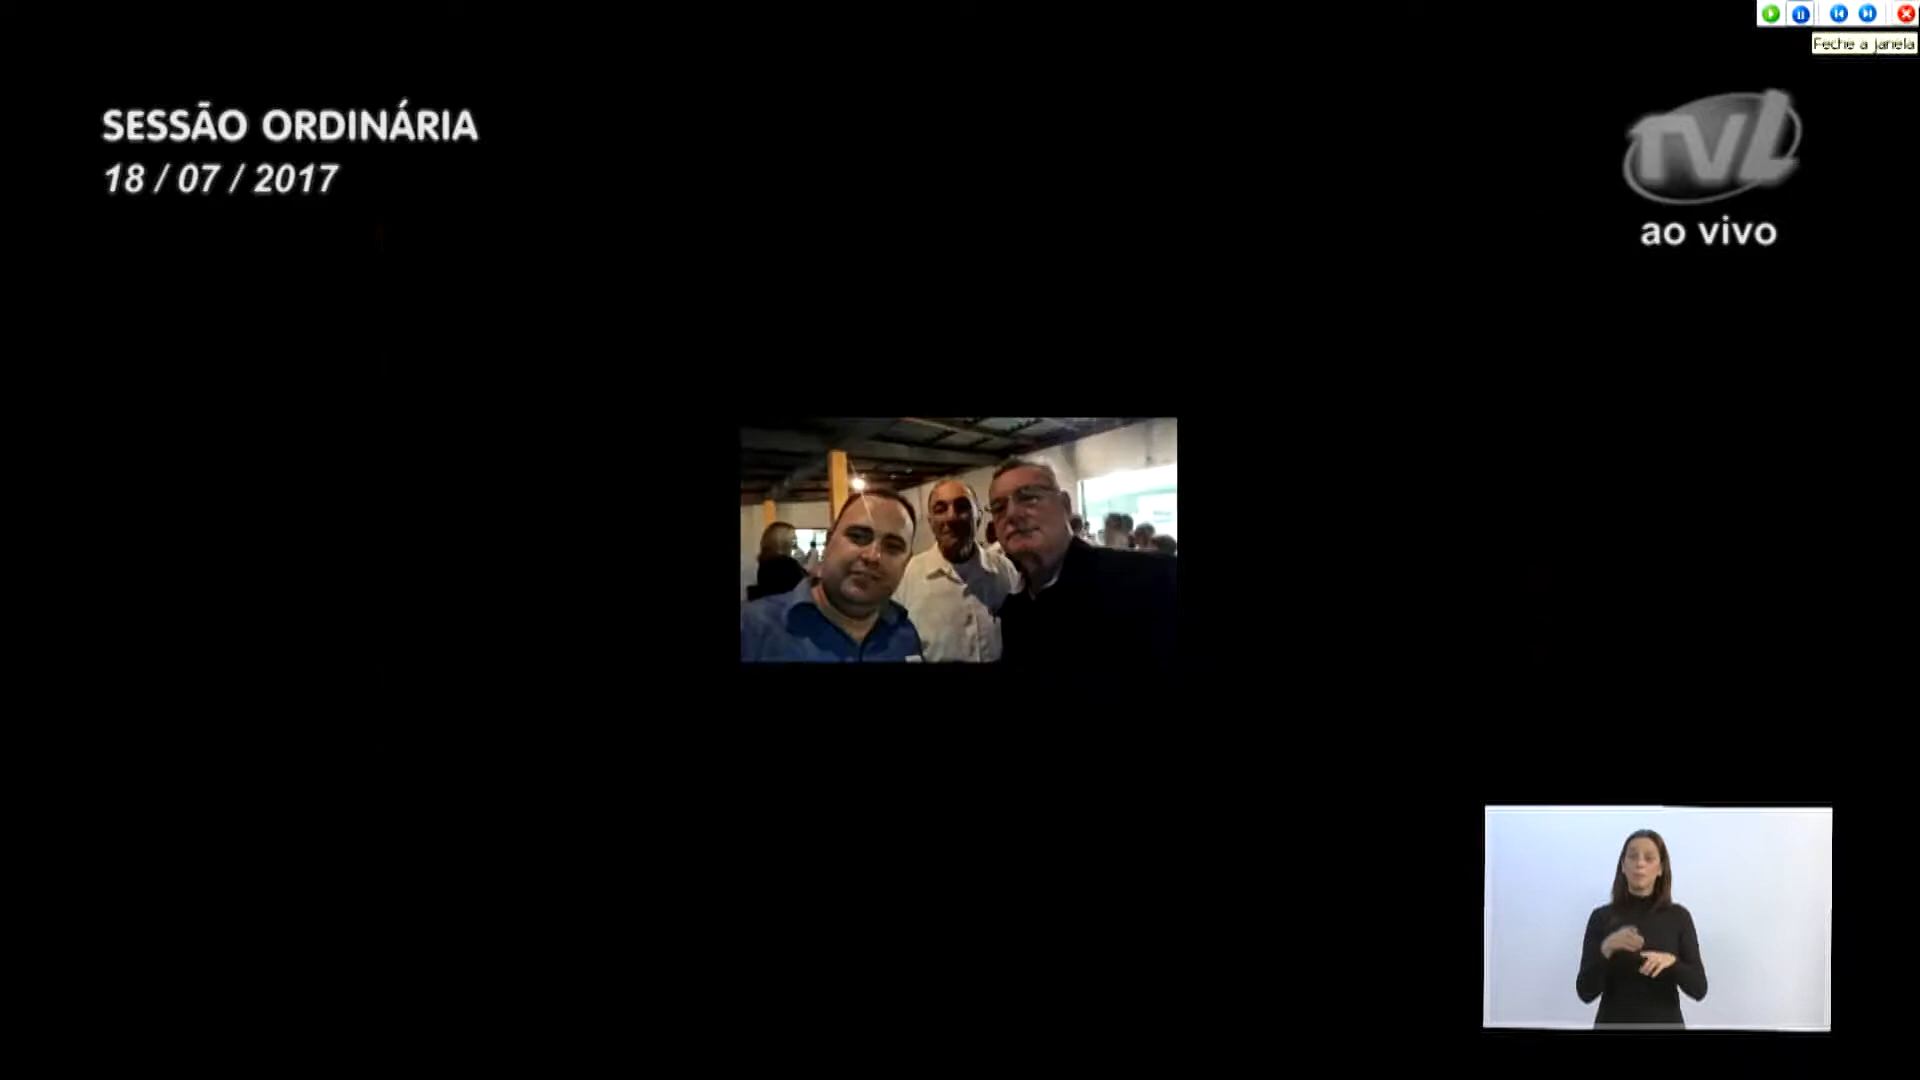 Feche a janela
SESSÃO ORDINÁRIA
18 / 07 / 2017
TVL
ao vivo